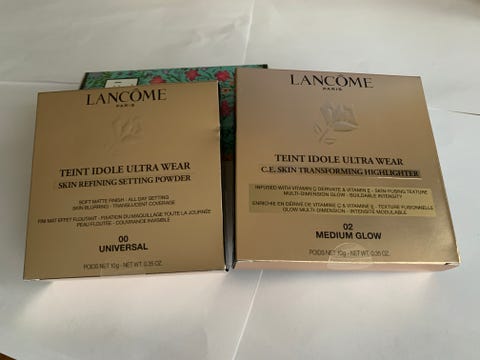 LANCÔME
PARIS
TEINT IDOLE ULTRA WEAR
SKIN REFINING SETTING POWDER
SOFT MATTE FINISH - ALL DAY SETTING
SKIN BLURRING - TRANSLUCENT COVERAGE
FINI MAT EFFET FLOUTANT - FIXATION DU MAQUILLAGE TOUTE LA JOURNÉE
PEAU FLOUTÉE - COUVRANCE INVISIBLE
00
UNIVERSAL
POIDS NET 10g - NET WT. 0.35 OZ.
LANCÔME
PARIS
TEINT IDOLE ULTRA WEAR
C.E. SKIN TRANSFORMING HIGHLIGHTER
INFUSED WITH VITAMIN C DERIVATE & VITAMIN E - SKIN-FUSING TEXTURE
MULTI-DIMENSION GLOW - BUILDABLE INTENSITY
ENRICHIE EN DÉRIVÉ DE VITAMINE C & VITAMINE E - TEXTURE FUSIONNELLE
GLOW MULTI-DIMENSION - INTENSITÉ MODULABLE
02
MEDIUM GLOW
POIDS NET 10g - NET WT. 0.35 OZ.